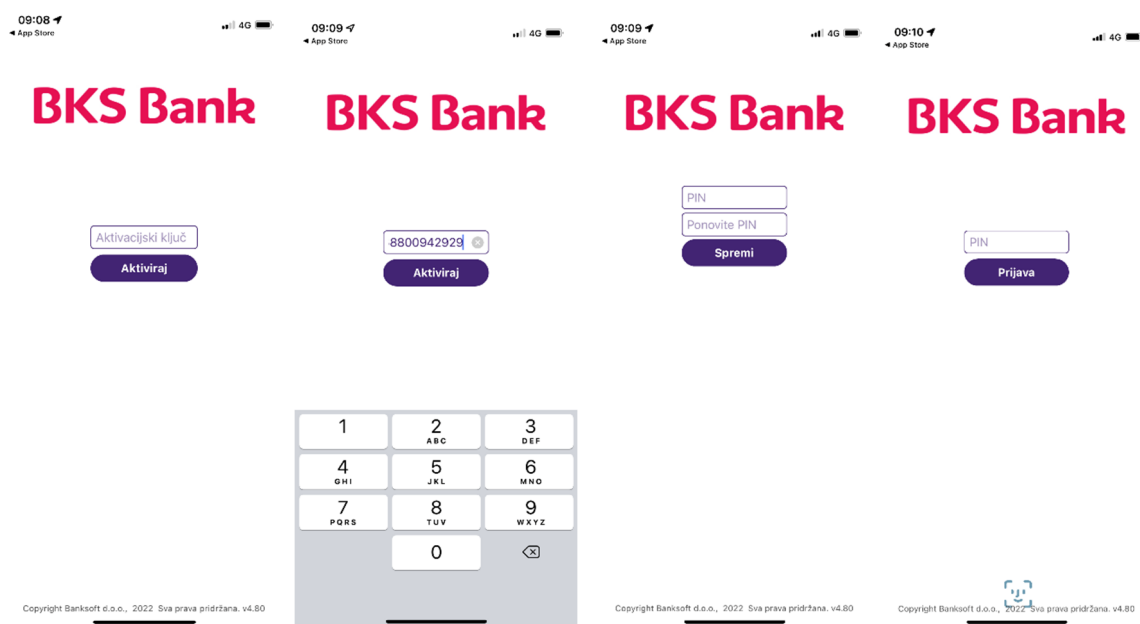 09:08
App Store
4G
BKS Bank
Aktivacijski ključ
Aktiviraj
Copyright Banksoft d.o.o., 2022 Sva prava pridržana. v4.80
09:09
App Store
4G
BKS Bank
8800942929
Aktiviraj
1
2
ABC
3
DEF
4
GHI
5
JKL
6
MNO
7
PQRS
8
TUV
9
WXYZ
0
09:09
App Store
4G
BKS Bank
PIN
Ponovite PIN
Spremi
Copyright Banksoft d.o.o., 2022 Sva prava pridržana. v4.80
09:10
App Store
4G
BKS Bank
PIN
Prijava
Copyright Banksoft d.o.o., 2022 Sva prava pridržana. v4.80